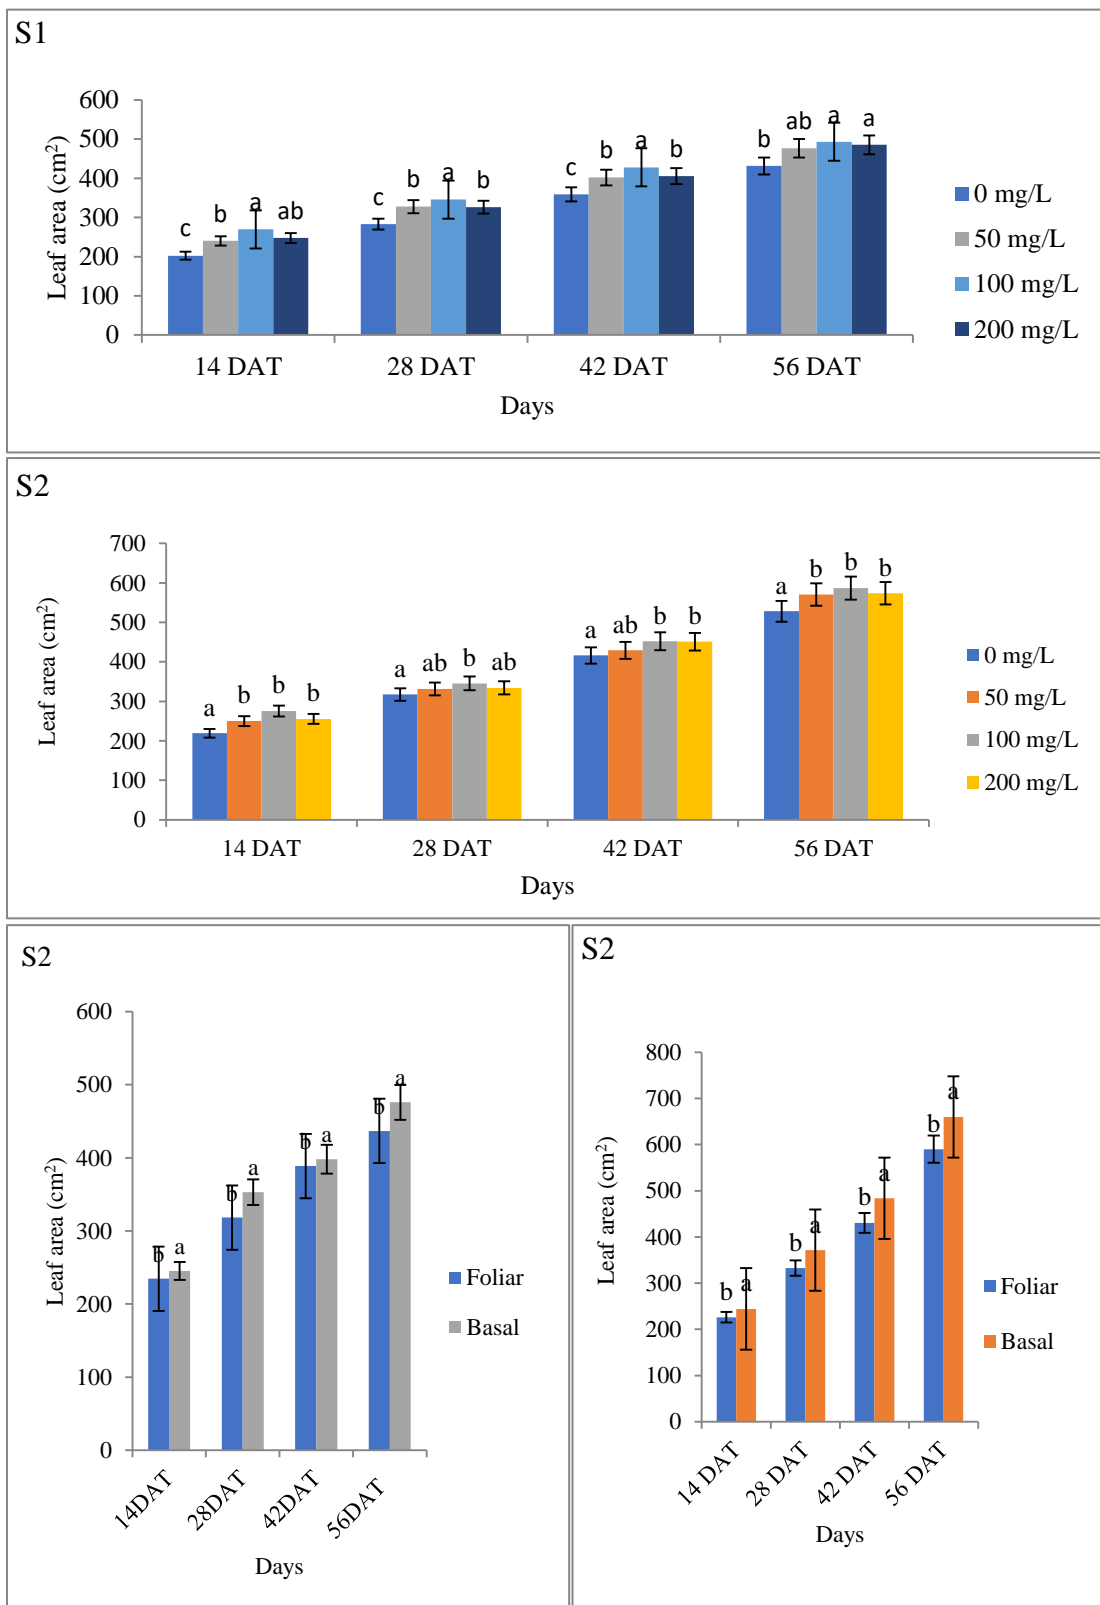 S1
600
500
400
300
200
100
0
Leaf area (cm²)
c b a ab
c b a b
c b a b
b ab a a
14 DAT 28 DAT 42 DAT 56 DAT
Days
0 mg/L
50 mg/L
100 mg/L
200 mg/L
S2
700
600
500
400
300
200
100
0
Leaf area (cm²)
a b b b
a ab b ab
a ab b b
a b b b
14 DAT 28 DAT 42 DAT 56 DAT
Days
0 mg/L
50 mg/L
100 mg/L
200 mg/L
S2
600
500
400
300
200
100
0
Leaf area (cm²)
b a
b a
b a
b a
14DAT 28DAT 42DAT 56DAT
Days
Foliar
Basal
S2
800
700
600
500
400
300
200
100
0
Leaf area (cm²)
b a
b a
b a
b a
14 DAT 28 DAT 42 DAT 56 DAT
Days
Foliar
Basal